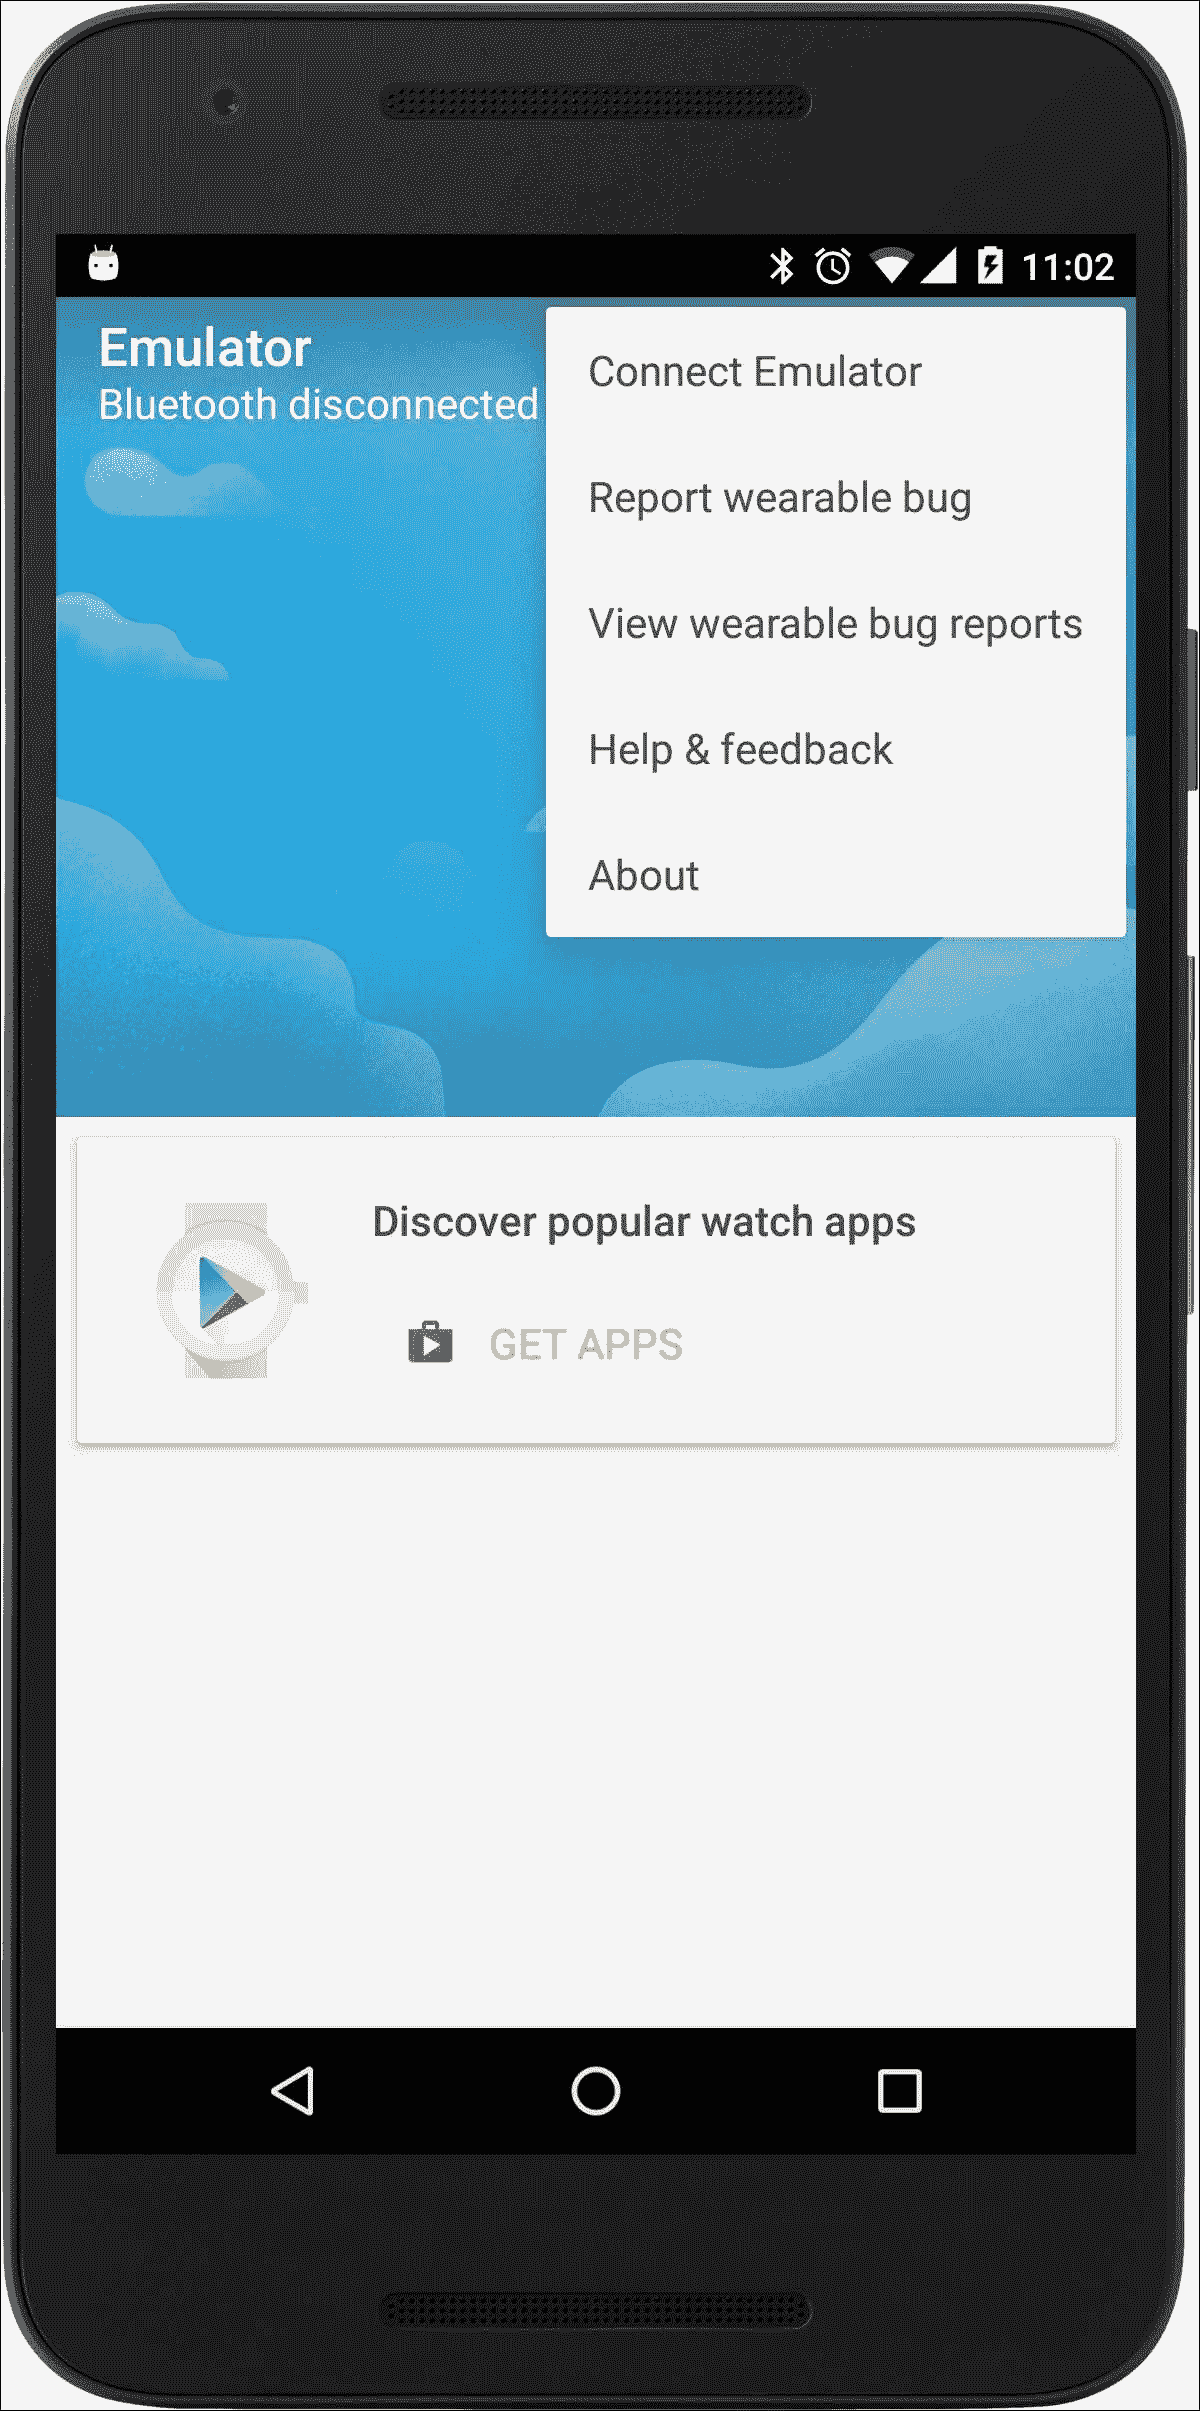 11:02
Emulator
Bluetooth disconnected
Connect Emulator
Report wearable bug
View wearable bug reports
Help & feedback
About
Discover popular watch apps
GET APPS